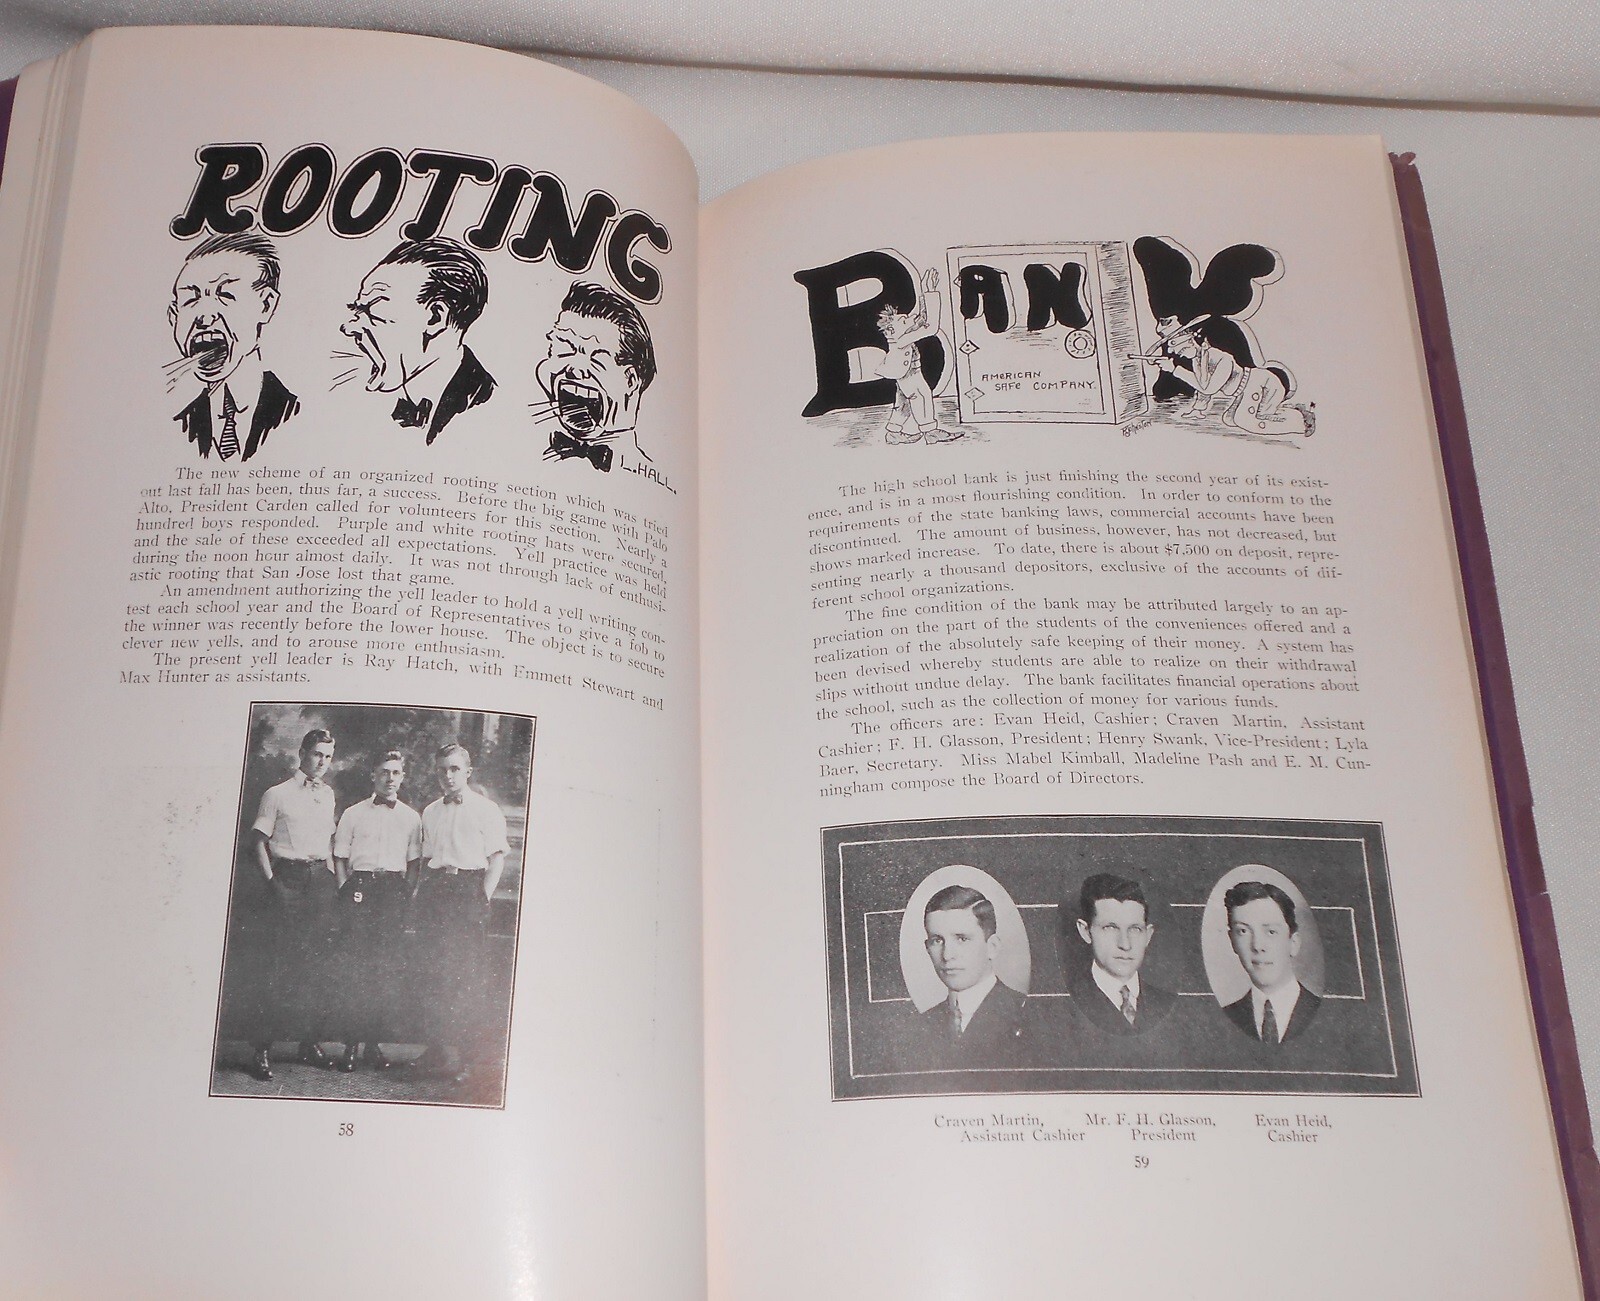 ROOTING
L. HALL.
The new scheme of an organized rooting section which was tried
out last fall has been, thus far, a success. Before the big game with Palo
Alto, President Carden called for volunteers for this section. Nearly a
hundred boys responded. Purple and white rooting hats were secured,
and the sale of these exceeded all expectations. Yell practice was held
during the noon hour almost daily. It was not through lack of enthusi-
astic rooting that San Jose lost that game.
An amendment authorizing the yell leader to hold a yell writing con-
test each school year and the Board of Representatives to give a fob to
the winner was recently before the lower house. The object is to secure
clever new yells, and to arouse more enthusiasm.
The present yell leader is Ray Hatch, with Emmett Stewart and
Max Hunter as assistants.
58
BANK
AMERICAN
SAFE COMPANY.
The high school bank is just finishing the second year of its exist-
ence, and is in a most flourishing condition. In order to conform to the
requirements of the state banking laws, commercial accounts have been
discontinued. The amount of business, however, has not decreased, but
shows marked increase. To date, there is about $7,500 on deposit, repre-
senting nearly a thousand depositors, exclusive of the accounts of dif-
ferent school organizations.
The fine condition of the bank may be attributed largely to an ap-
preciation on the part of the students of the conveniences offered and a
realization of the absolutely safe keeping of their money. A system has
been devised whereby students are able to realize on their withdrawal
slips without undue delay. The bank facilitates financial operations about
the school, such as the collection of money for various funds.
The officers are: Evan Heid, Cashier; Craven Martin, Assistant
Cashier; F. H. Glasson, President; Henry Swank, Vice-President; Lyla
Baer, Secretary. Miss Mabel Kimball, Madeline Pash and E. M. Cun-
ningham compose the Board of Directors.
Craven Martin, Mr. F. H. Glasson, Evan Heid,
Assistant Cashier President Cashier
59